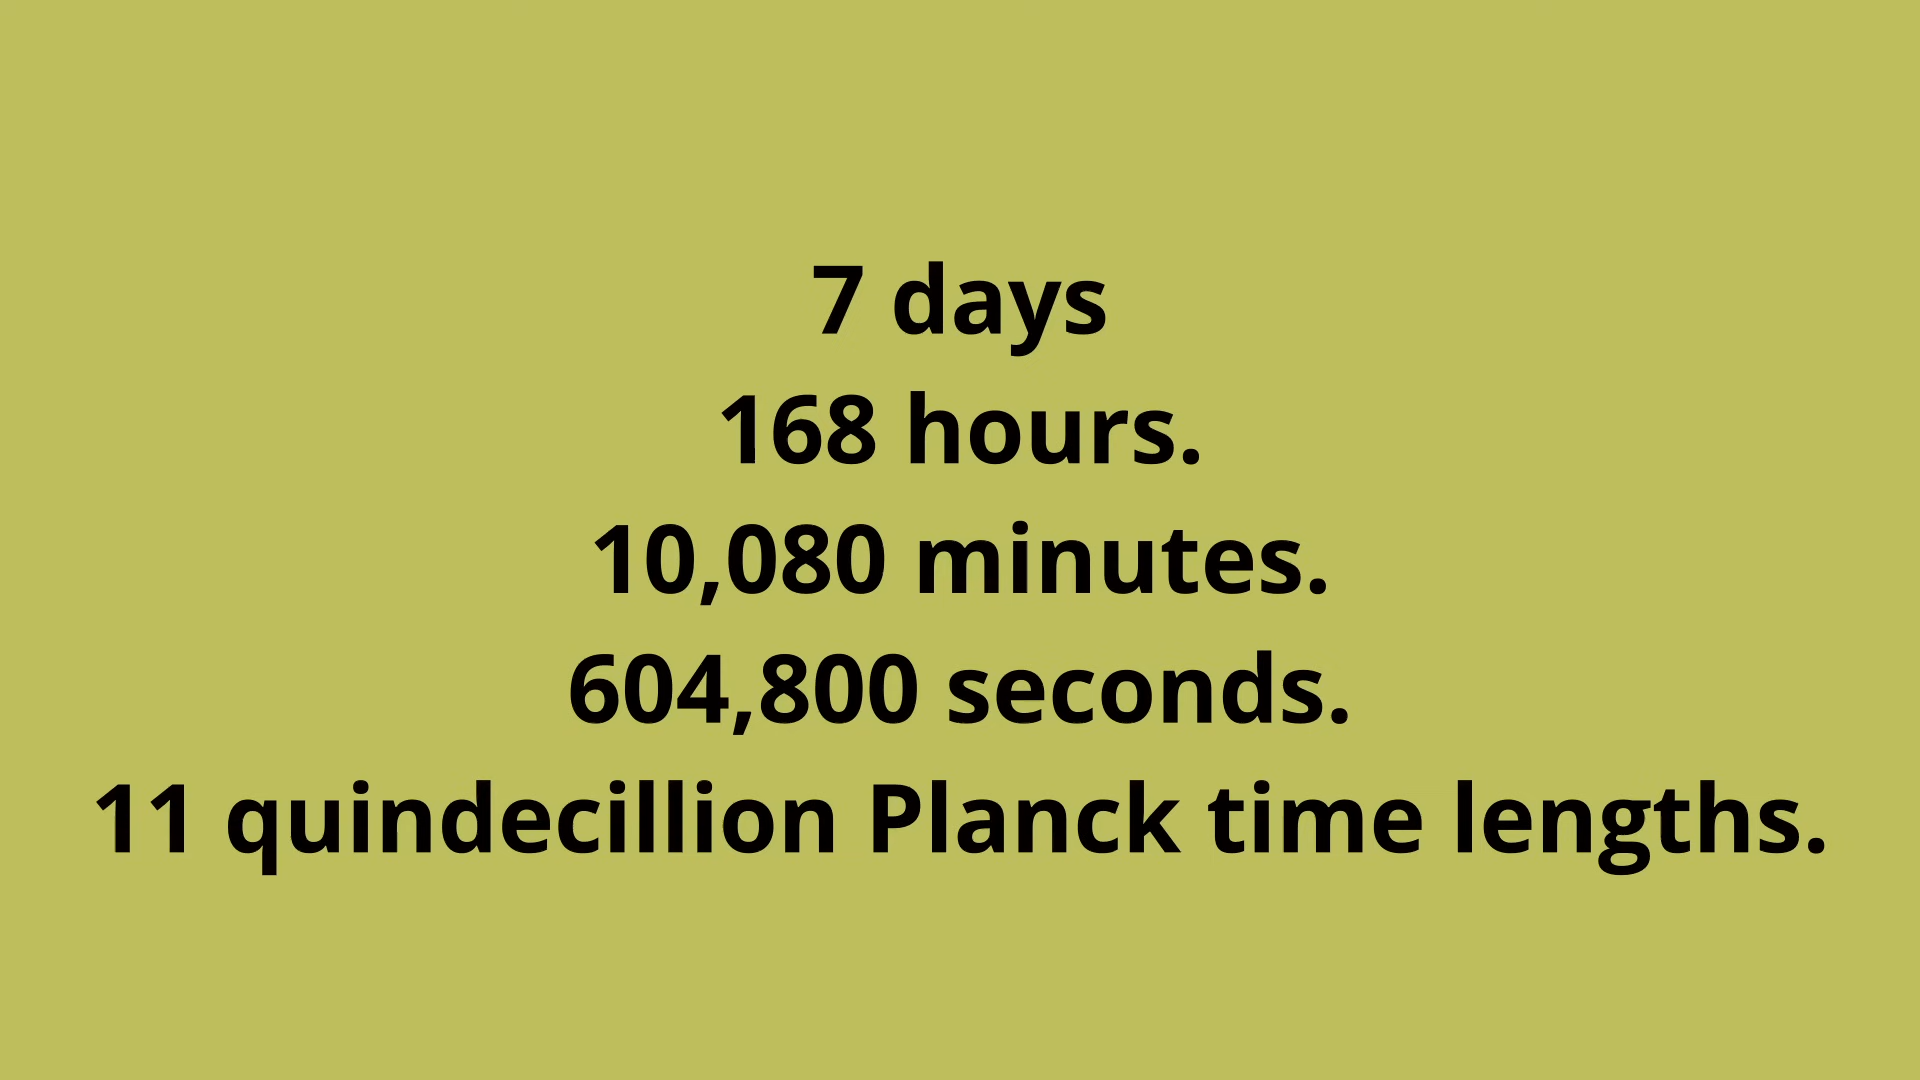 7 days
168 hours.
10,080 minutes.
604,800 seconds.
11 quindecillion Planck time lengths.